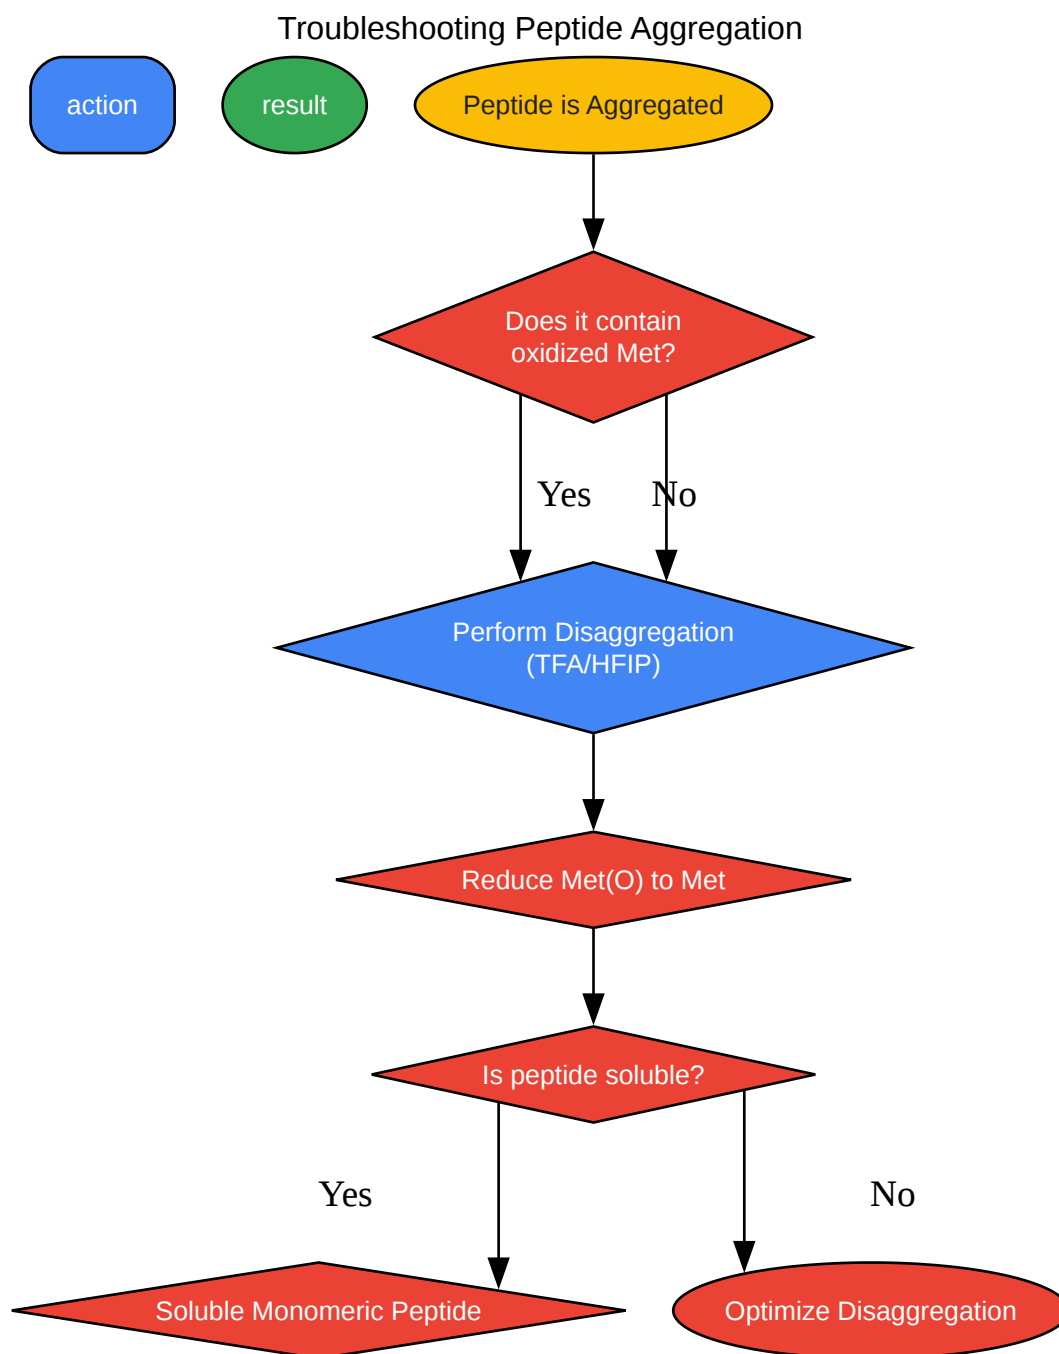 Troubleshooting Peptide Aggregation
action
result
Peptide is Aggregated
Does it contain
oxidized Met?
Yes
No
Perform Disaggregation
(TFA/HFIP)
Reduce Met(O) to Met
Is peptide soluble?
Yes
No
Soluble Monomeric Peptide
Optimize Disaggregation